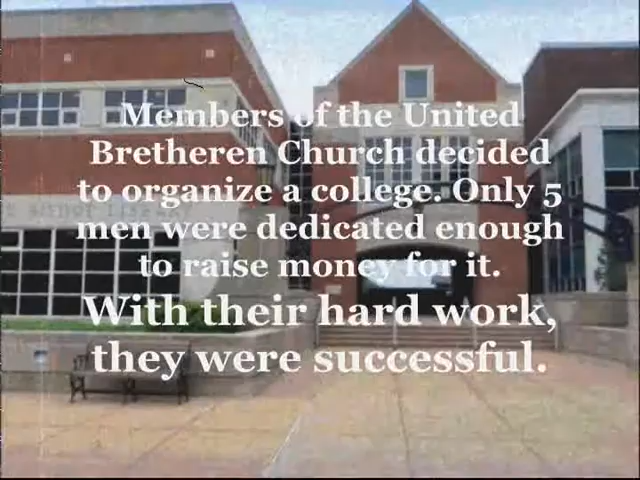 Members of the United
Bretheren Church decided
to organize a college. Only 5
men were dedicated enough
to raise money for it.
With their hard work,
they were successful.